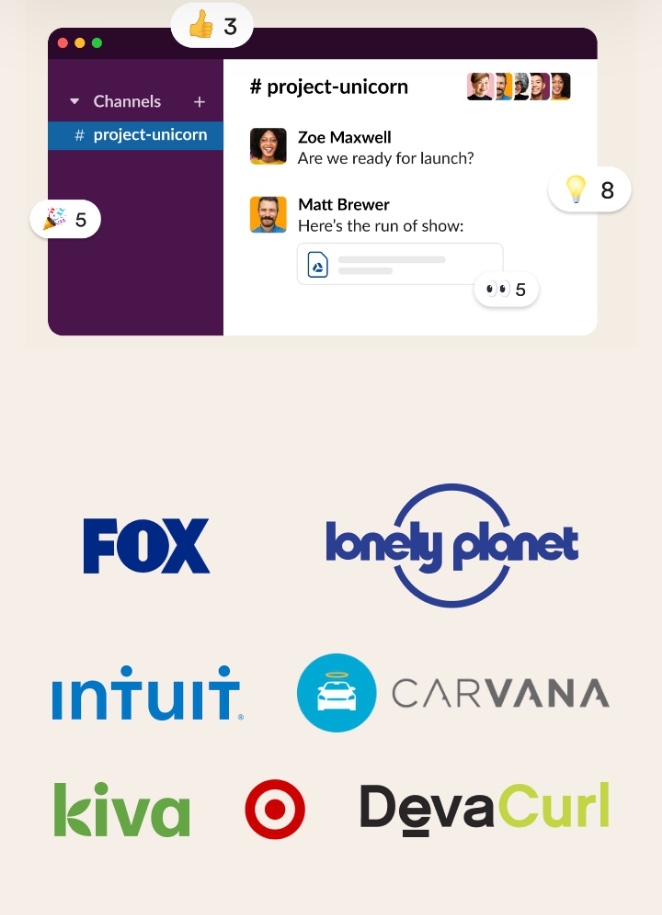 👍 3
# project-unicorn
Channels +
# project-unicorn
Zoe Maxwell
Are we ready for launch?
💡 8
🎉 5
Matt Brewer
Here's the run of show:
👀 5
FOX
lonely planet
intuit®
CARVANA
kiva
DevaCurl